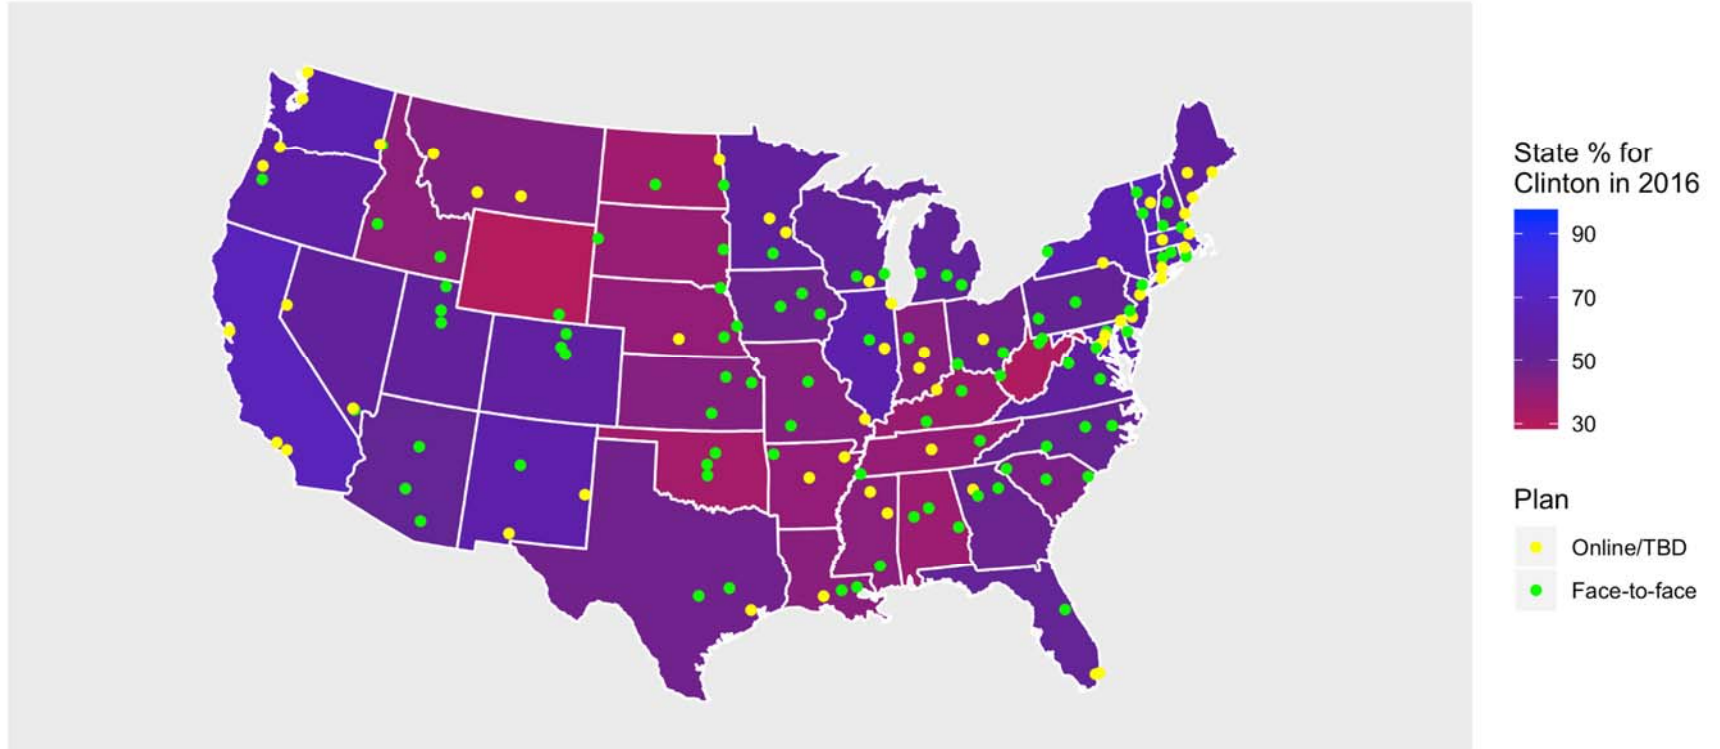 State % for
Clinton in 2016
90
70
50
30
Plan
Online/TBD
Face-to-face